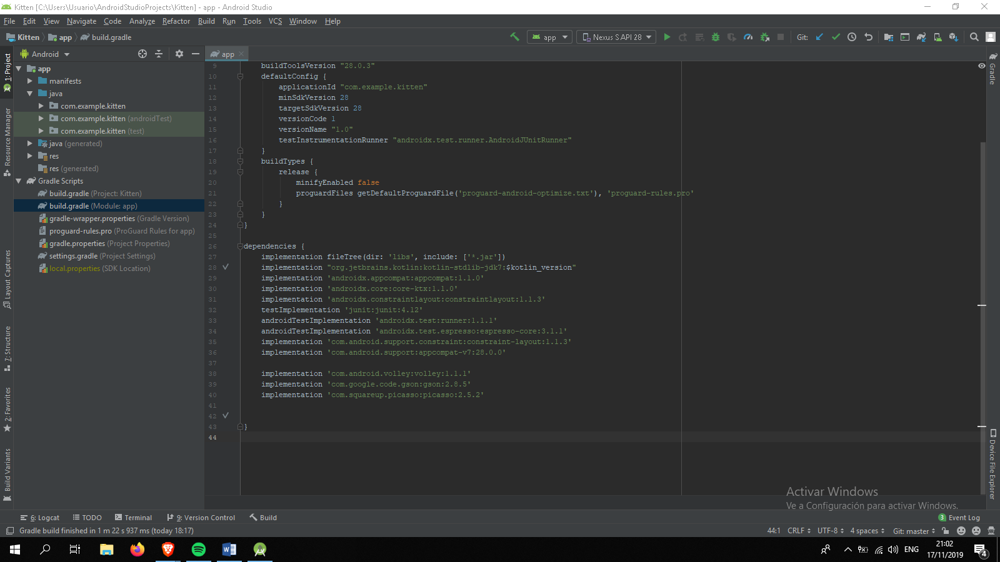 Kitten [C:\Users\Usuario\AndroidStudioProjects\Kitten] - app - Android Studio
File Edit View Navigate Code Analyze Refactor Build Run Tools VCS Window Help
Kitten app build.gradle
app Nexus S API 28 Git:
Android
app
1: Project
Resource Manager
Layout Captures
7: Structure
2: Favorites
Build Variants
app
manifests
java
com.example.kitten
com.example.kitten (androidTest)
com.example.kitten (test)
java (generated)
res
res (generated)
Gradle Scripts
build.gradle (Project: Kitten)
build.gradle (Module: app)
gradle-wrapper.properties (Gradle Version)
proguard-rules.pro (ProGuard Rules for app)
gradle.properties (Project Properties)
settings.gradle (Project Settings)
local.properties (SDK Location)
9 buildToolsVersion "28.0.3"
10 defaultConfig {
11 applicationId "com.example.kitten"
12 minSdkVersion 28
13 targetSdkVersion 28
14 versionCode 1
15 versionName "1.0"
16 testInstrumentationRunner "androidx.test.runner.AndroidJUnitRunner"
17 }
18 buildTypes {
19 release {
20 minifyEnabled false
21 proguardFiles getDefaultProguardFile('proguard-android-optimize.txt'), 'proguard-rules.pro'
22 }
23 }
24 }
25
26 dependencies {
27 implementation fileTree(dir: 'libs', include: ['*.jar'])
28 implementation "org.jetbrains.kotlin:kotlin-stdlib-jdk7:$kotlin_version"
29 implementation 'androidx.appcompat:appcompat:1.1.0'
30 implementation 'androidx.core:core-ktx:1.1.0'
31 implementation 'androidx.constraintlayout:constraintlayout:1.1.3'
32 testImplementation 'junit:junit:4.12'
33 androidTestImplementation 'androidx.test:runner:1.1.1'
34 androidTestImplementation 'androidx.test.espresso:espresso-core:3.1.1'
35 implementation 'com.android.support.constraint:constraint-layout:1.1.3'
36 implementation 'com.android.support:appcompat-v7:28.0.0'
37
38 implementation 'com.android.volley:volley:1.1.1'
39 implementation 'com.google.code.gson:gson:2.8.5'
40 implementation 'com.squareup.picasso:picasso:2.5.2'
41
42
43 }
44
Gradle
Device File Explorer
Activar Windows
Ve a Configuración para activar Windows.
6: Logcat TODO Terminal 9: Version Control Build 3 Event Log
Gradle build finished in 1 m 22 s 937 ms (today 18:17) 44:1 CRLF UTF-8 4 spaces Git: master
ENG 21:02
17/11/2019 4